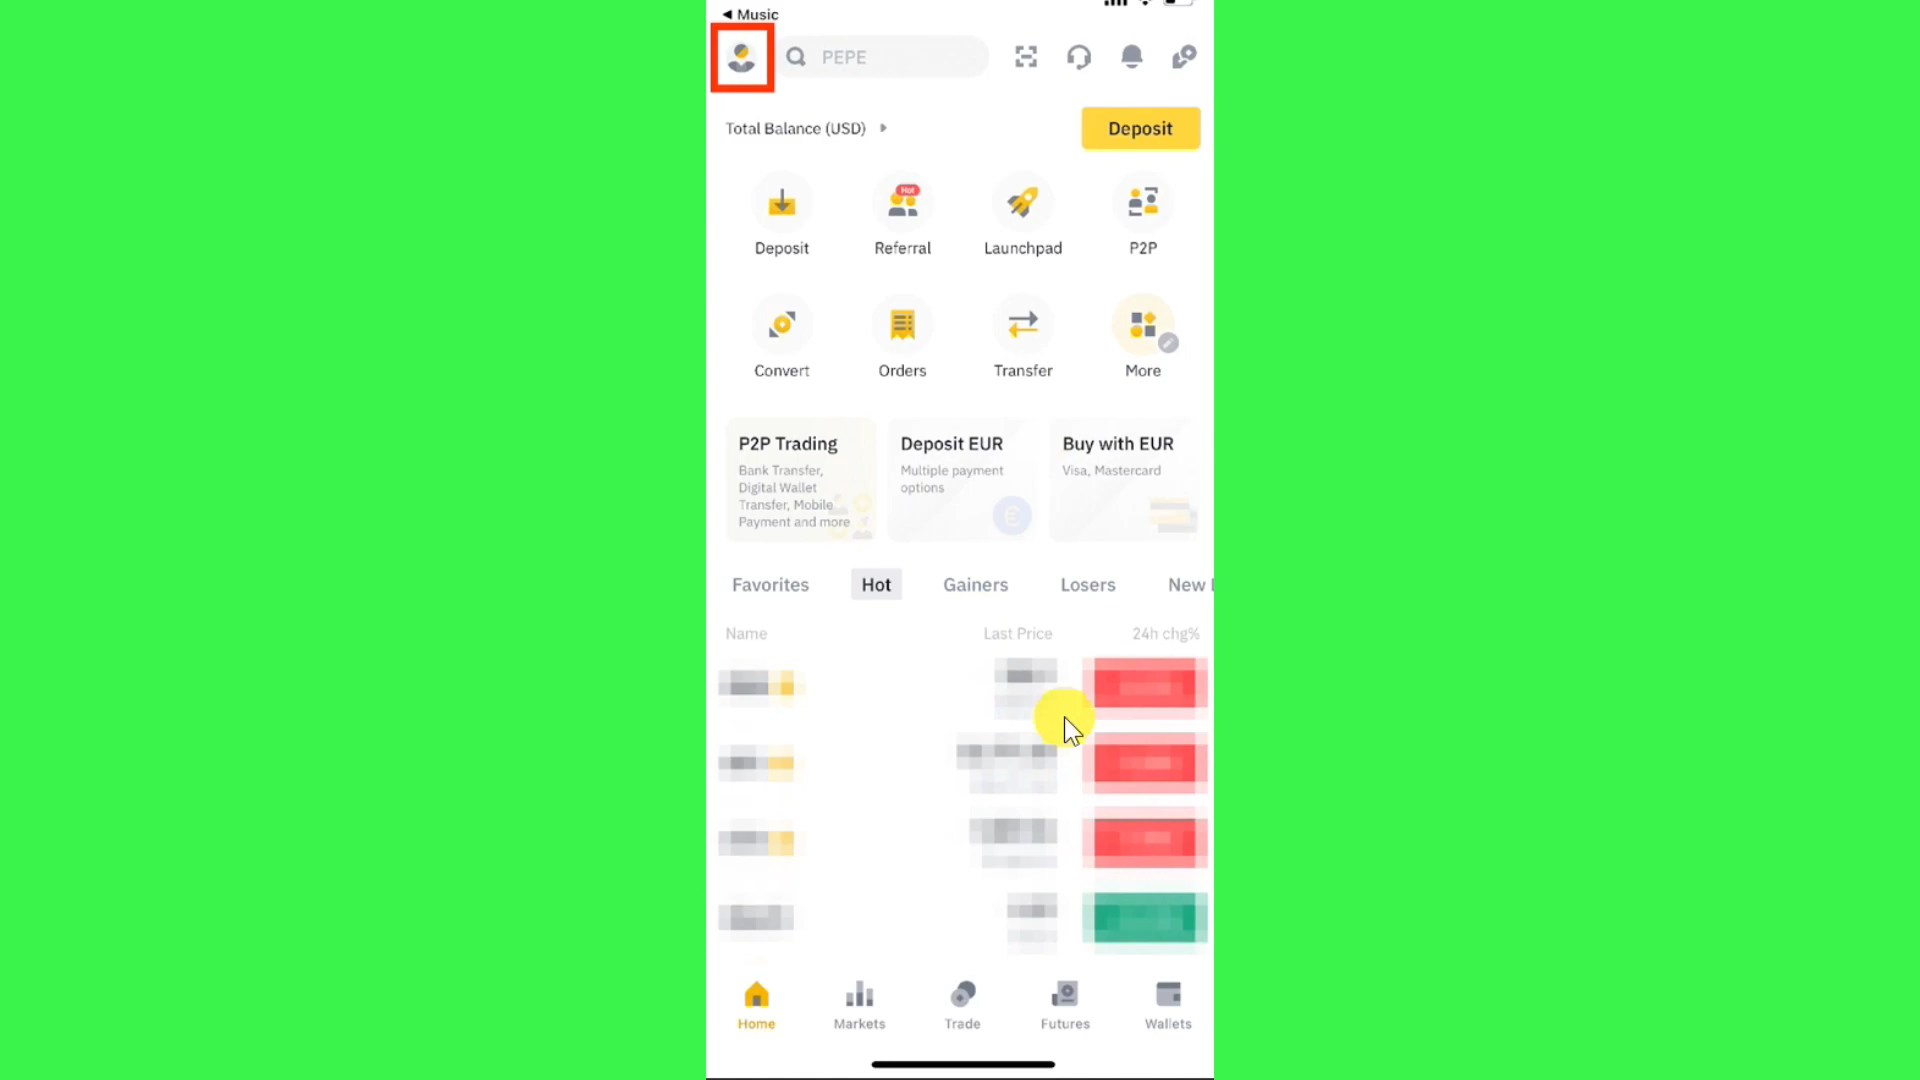 ◀ Music
PEPE
Total Balance (USD)
Deposit
Hot
Deposit
Referral
Launchpad
P2P
Convert
Orders
Transfer
More
P2P Trading
Bank Transfer,
Digital Wallet
Transfer, Mobile
Payment and more
Deposit EUR
Multiple payment
options
Buy with EUR
Visa, Mastercard
Favorites
Hot
Gainers
Losers
New
Name
Last Price
24h chg%
Home
Markets
Trade
Futures
Wallets